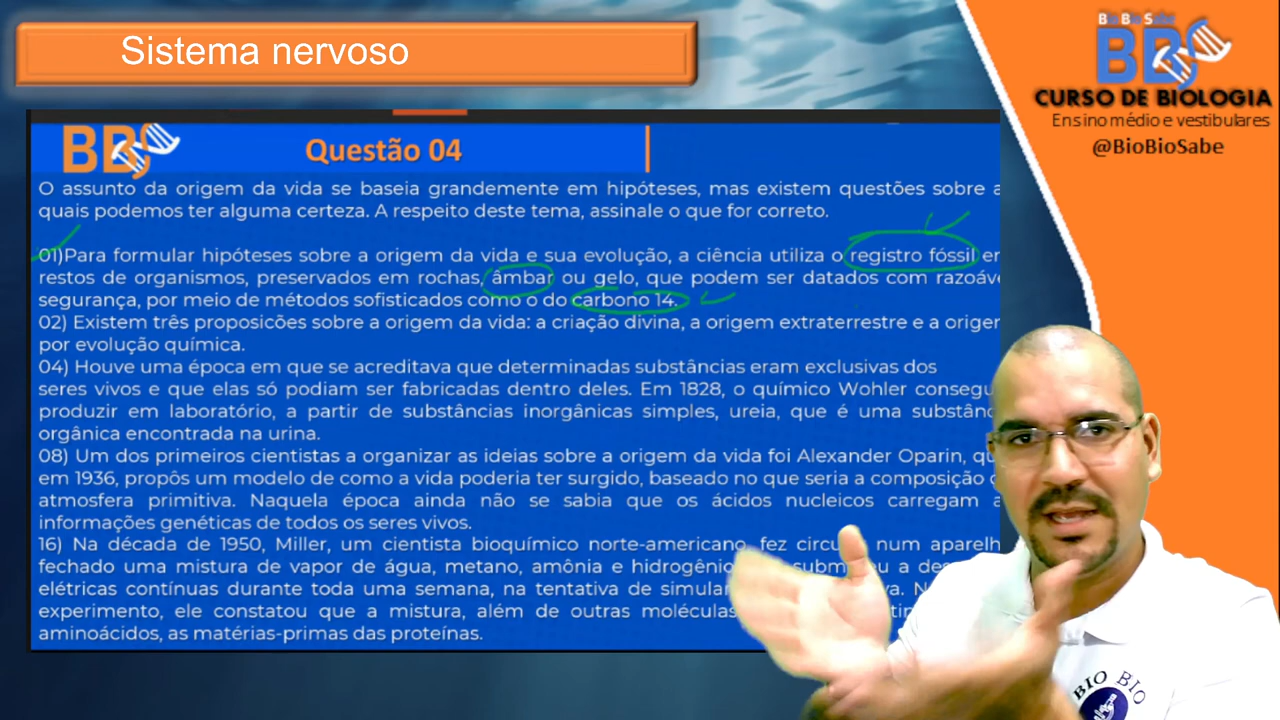 Sistema nervoso
Bio Bio Sabe
BB
CURSO DE BIOLOGIA
Ensino médio e vestibulares
@BioBioSabe
BB
Questão 04
O assunto da origem da vida se baseia grandemente em hipóteses, mas existem questões sobre a
quais podemos ter alguma certeza. A respeito deste tema, assinale o que for correto.
01)Para formular hipóteses sobre a origem da vida e sua evolução, a ciência utiliza o registro fóssil
restos de organismos, preservados em rochas, âmbar ou gelo, que podem ser datados com
segurança, por meio de métodos sofisticados como o do carbono 14.
02) Existem três proposicões sobre a origem da vida: a criação divina, a origem extraterrestre e a
por evolução química.
04) Houve uma época em que se acreditava que determinadas substâncias eram exclusivas dos
seres vivos e que elas só podiam ser fabricadas dentro deles. Em 1828, o químico Wohler
produzir em laboratório, a partir de substâncias inorgânicas simples, ureia, que é uma
orgânica encontrada na urina.
08) Um dos primeiros cientistas a organizar as ideias sobre a origem da vida foi Alexander Oparin,
em 1936, propôs um modelo de como a vida poderia ter surgido, baseado no que seria a composição
atmosfera primitiva. Naquela época ainda não se sabia que os ácidos nucleicos carregam a
informações genéticas de todos os seres vivos.
16) Na década de 1950, Miller, um cientista bioquímico norte-americano, fez num
fechado uma mistura de vapor de água, metano, amônia e a
elétricas contínuas durante toda uma semana, na tentativa de
experimento, ele constatou que a mistura, além de outras moléculas
aminoácidos, as matérias-primas das proteínas.
BIO BIO